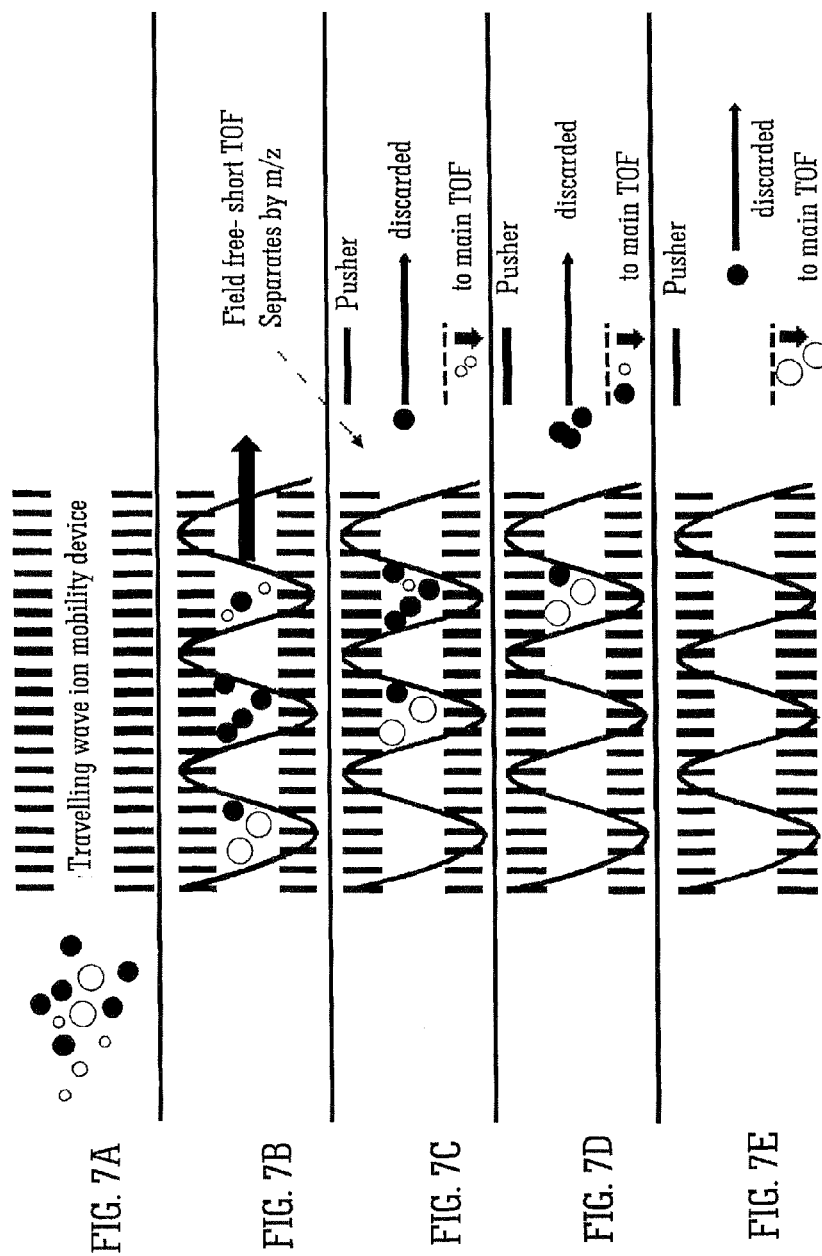 FIG. 7A
Travelling wave ion mobility device
FIG. 7B
Field free- short TOF
Separates by m/z
FIG. 7C
Pusher
discarded
to main TOF
FIG. 7D
Pusher
discarded
to main TOF
FIG. 7E
Pusher
discarded
to main TOF